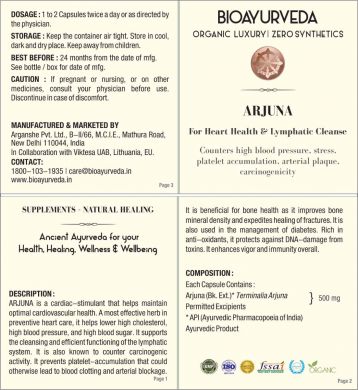 DOSAGE : 1 to 2 Capsules twice a day or as directed by
the physician.
STORAGE : Keep the container air tight. Store in cool,
dark and dry place. Keep away from children.
BEST BEFORE : 24 months from the date of mfg.
See bottle / box for date of mfg.
CAUTION : If pregnant or nursing, or on other
medicines, consult your physician before use.
Discontinue in case of discomfort.
MANUFACTURED & MARKETED BY
Arganshe Pvt. Ltd., B-II/66, M.C.I.E., Mathura Road,
New Delhi 110044, India
In Collaboration with Viktesa UAB, Lithuania, EU.
CONTACT:
1800-103-1935 | care@bioayurveda.in
www.bioayurveda.in
Page 3
BIOAYURVEDA
ORGANIC LUXURY | ZERO SYNTHETICS
ARJUNA
For Heart Health & Lymphatic Cleanse
Counters high blood pressure, stress,
platelet accumulation, arterial plaque,
carcinogenicity
SUPPLEMENTS - NATURAL HEALING
Ancient Ayurveda for your
Health, Healing, Wellness & Wellbeing
DESCRIPTION :
ARJUNA is a cardiac-stimulant that helps maintain
optimal cardiovascular health. A most effective herb in
preventive heart care, it helps lower high cholesterol,
high blood pressure, and high blood sugar. It supports
the cleansing and efficient functioning of the lymphatic
system. It is also known to counter carcinogenic
activity. It prevents platelet-accumulation that could
otherwise lead to blood clotting and arterial blockage.
Page 1
It is beneficial for bone health as it improves bone
mineral density and expedites healing of fractures. It is
also used in the management of diabetes. Rich in
anti-oxidants, it protects against DNA-damage from
toxins. It enhances vigor and immunity overall.
COMPOSITION :
Each Capsule Contains :
Arjuna (Bk. Ext.)* Terminalia Arjuna
Permitted Excipients
} 500 mg
* API (Ayurvedic Pharmacopoeia of India)
Ayurvedic Product
ISO
fssai
ORGANIC
Page 2